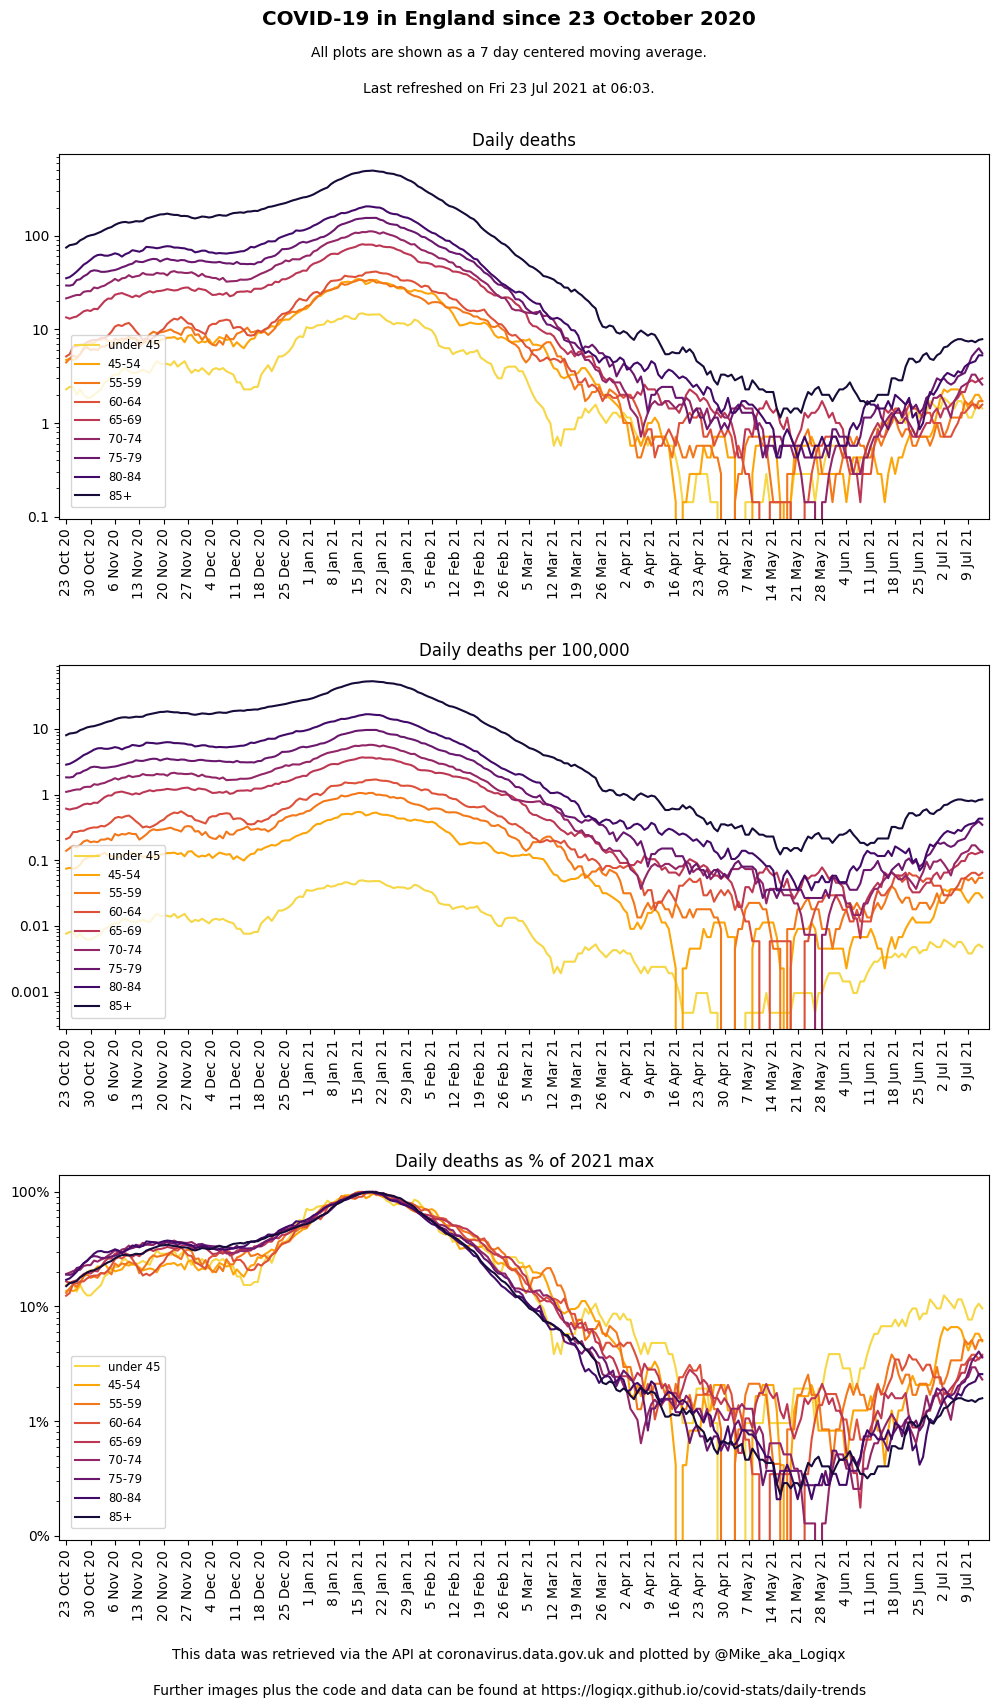 COVID-19 in England since 23 October 2020
All plots are shown as a 7 day centered moving average.
Last refreshed on Fri 23 Jul 2021 at 06:03.
Daily deaths
100
10
1
0.1
under 45
45-54
55-59
60-64
65-69
70-74
75-79
80-84
85+
23 Oct 20
30 Oct 20
6 Nov 20
13 Nov 20
20 Nov 20
27 Nov 20
4 Dec 20
11 Dec 20
18 Dec 20
25 Dec 20
1 Jan 21
8 Jan 21
15 Jan 21
22 Jan 21
29 Jan 21
5 Feb 21
12 Feb 21
19 Feb 21
26 Feb 21
5 Mar 21
12 Mar 21
19 Mar 21
26 Mar 21
2 Apr 21
9 Apr 21
16 Apr 21
23 Apr 21
30 Apr 21
7 May 21
14 May 21
21 May 21
28 May 21
4 Jun 21
11 Jun 21
18 Jun 21
25 Jun 21
2 Jul 21
9 Jul 21
Daily deaths per 100,000
10
1
0.1
0.01
0.001
under 45
45-54
55-59
60-64
65-69
70-74
75-79
80-84
85+
23 Oct 20
30 Oct 20
6 Nov 20
13 Nov 20
20 Nov 20
27 Nov 20
4 Dec 20
11 Dec 20
18 Dec 20
25 Dec 20
1 Jan 21
8 Jan 21
15 Jan 21
22 Jan 21
29 Jan 21
5 Feb 21
12 Feb 21
19 Feb 21
26 Feb 21
5 Mar 21
12 Mar 21
19 Mar 21
26 Mar 21
2 Apr 21
9 Apr 21
16 Apr 21
23 Apr 21
30 Apr 21
7 May 21
14 May 21
21 May 21
28 May 21
4 Jun 21
11 Jun 21
18 Jun 21
25 Jun 21
2 Jul 21
9 Jul 21
Daily deaths as % of 2021 max
100%
10%
1%
0%
under 45
45-54
55-59
60-64
65-69
70-74
75-79
80-84
85+
23 Oct 20
30 Oct 20
6 Nov 20
13 Nov 20
20 Nov 20
27 Nov 20
4 Dec 20
11 Dec 20
18 Dec 20
25 Dec 20
1 Jan 21
8 Jan 21
15 Jan 21
22 Jan 21
29 Jan 21
5 Feb 21
12 Feb 21
19 Feb 21
26 Feb 21
5 Mar 21
12 Mar 21
19 Mar 21
26 Mar 21
2 Apr 21
9 Apr 21
16 Apr 21
23 Apr 21
30 Apr 21
7 May 21
14 May 21
21 May 21
28 May 21
4 Jun 21
11 Jun 21
18 Jun 21
25 Jun 21
2 Jul 21
9 Jul 21
This data was retrieved via the API at coronavirus.data.gov.uk and plotted by @Mike_aka_Logiqx
Further images plus the code and data can be found at https://logiqx.github.io/covid-stats/daily-trends